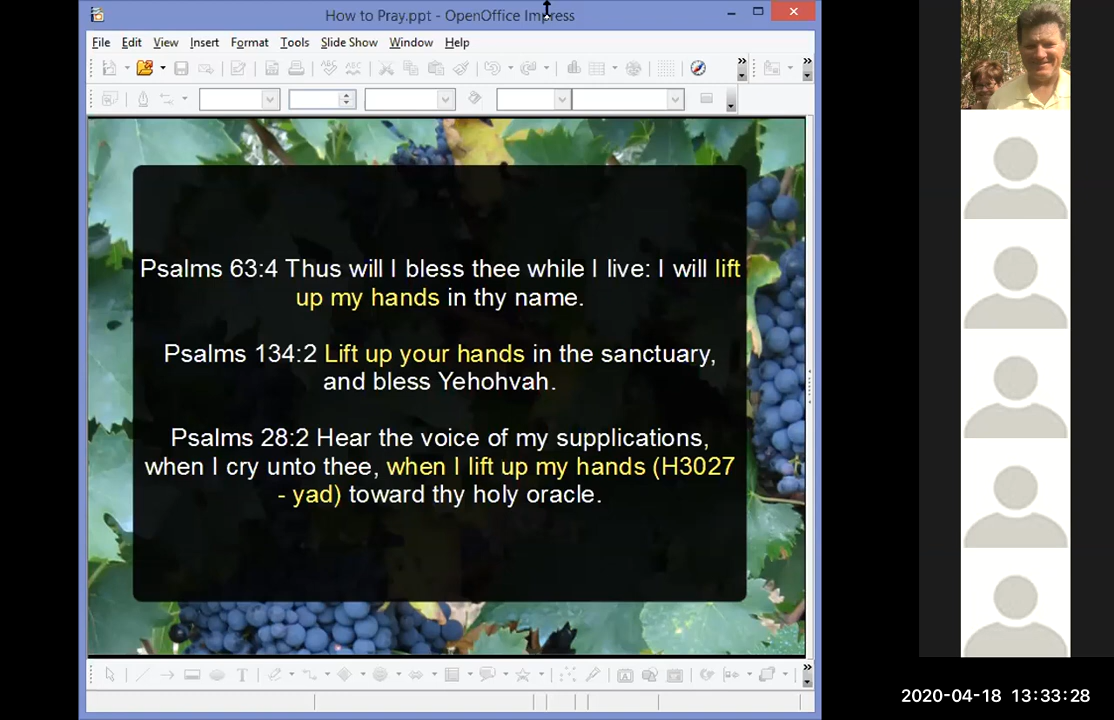 How to Pray.ppt - OpenOffice Impress
File Edit View Insert Format Tools Slide Show Window Help
Psalms 63:4 Thus will I bless thee while I live: I will lift
up my hands in thy name.
Psalms 134:2 Lift up your hands in the sanctuary,
and bless Yehohvah.
Psalms 28:2 Hear the voice of my supplications,
when I cry unto thee, when I lift up my hands (H3027
- yad) toward thy holy oracle.
2020-04-18 13:33:28